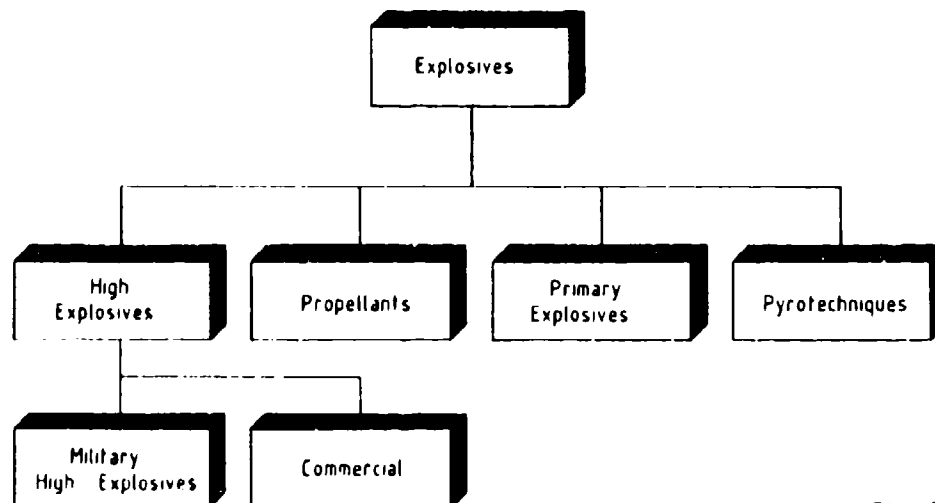 Explosives
High
Explosives
Propellants
Primary
Explosives
Pyrotechniques
Military
High Explosives
Commercial